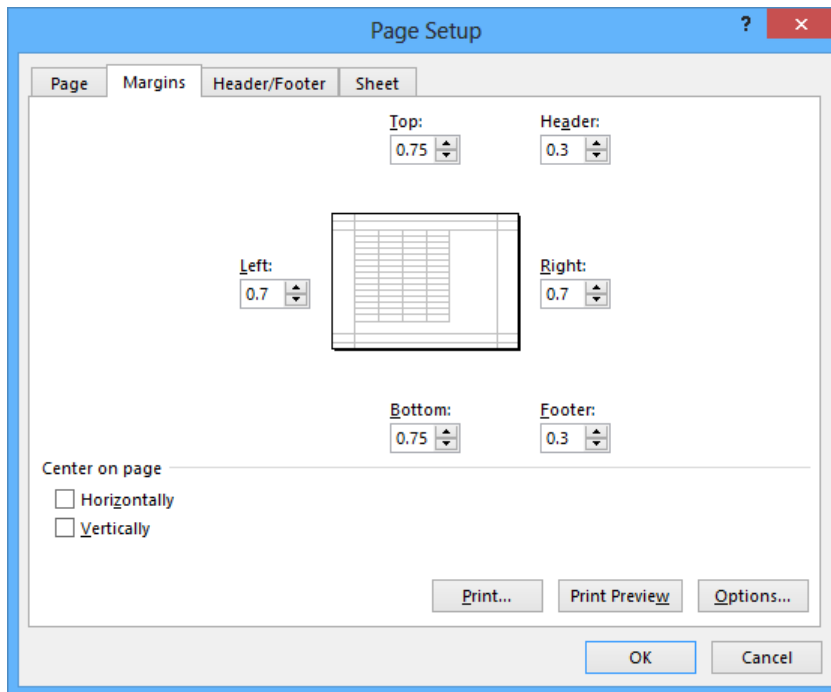 Page Setup ?
Page Margins Header/Footer Sheet
Top: Header:
0.75 0.3
Left: Right:
0.7 0.7
Bottom: Footer:
0.75 0.3
Center on page
Horizontally
Vertically
Print... Print Preview Options...
OK Cancel